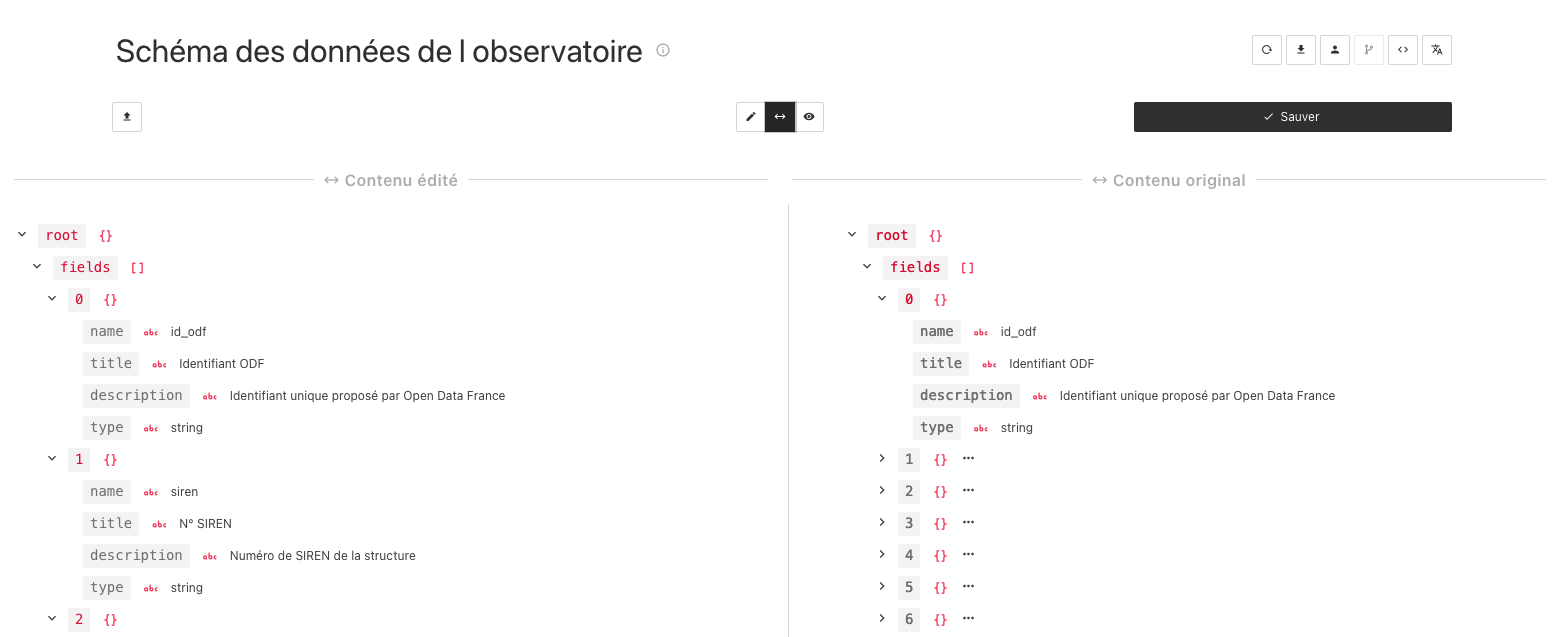 Schéma des données de l observatoire
Sauver
Contenu édité
root {}
fields []
0 {}
name abc id_odf
title abc Identifiant ODF
description abc Identifiant unique proposé par Open Data France
type abc string
1 {}
name abc siren
title abc N° SIREN
description abc Numéro de SIREN de la structure
type abc string
2 {}
Contenu original
root {}
fields []
0 {}
name abc id_odf
title abc Identifiant ODF
description abc Identifiant unique proposé par Open Data France
type abc string
1 {} ···
2 {} ···
3 {} ···
4 {} ···
5 {} ···
6 {} ···